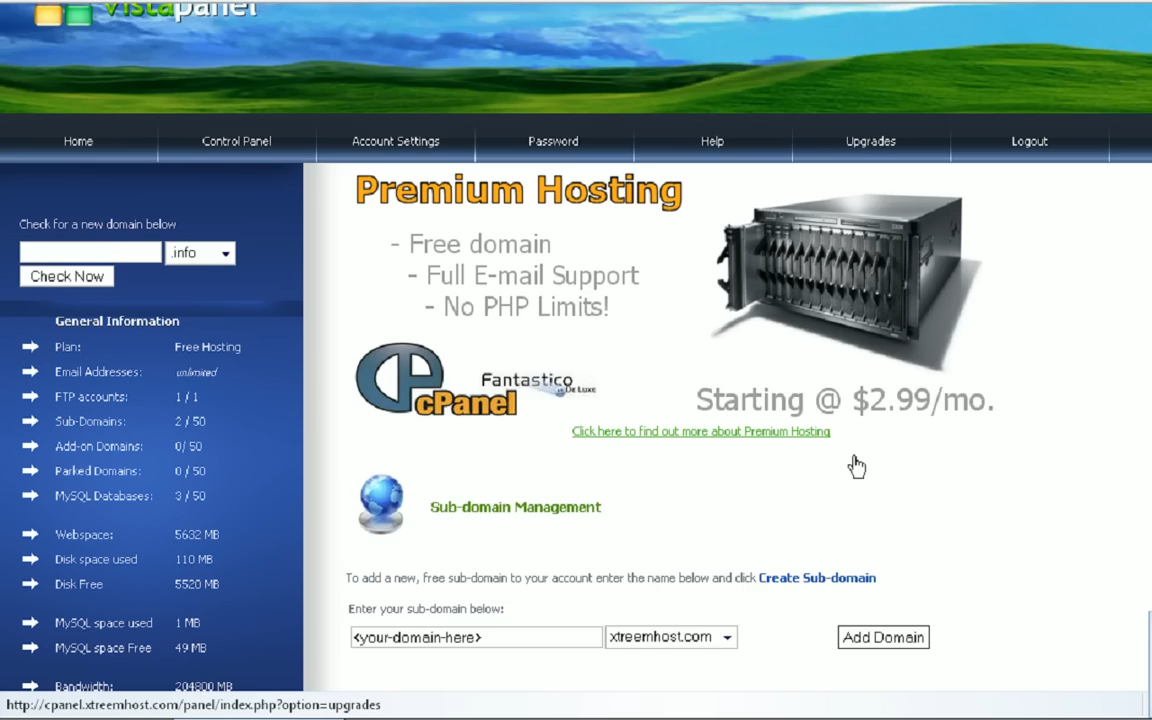 vistapanel
Home Control Panel Account Settings Password Help Upgrades Logout
Check for a new domain below
.info
Check Now
General Information
Plan: Free Hosting
Email Addresses: unlimited
FTP accounts: 1 / 1
Sub-Domains: 2 / 50
Add-on Domains: 0/ 50
Parked Domains: 0 / 50
MySQL Databases: 3 / 50
Webspace: 5632 MB
Disk space used 110 MB
Disk Free 5520 MB
MySQL space used 1 MB
MySQL space Free 49 MB
Bandwidth: 204800 MB
Premium Hosting
- Free domain
- Full E-mail Support
- No PHP Limits!
IBM
cPanel
Fantastico
De Luxe
Starting @ $2.99/mo.
Click here to find out more about Premium Hosting
Sub-domain Management
To add a new, free sub-domain to your account enter the name below and click Create Sub-domain
Enter your sub-domain below:
<your-domain-here> xtreemhost.com Add Domain
http://cpanel.xtreemhost.com/panel/index.php?option=upgrades